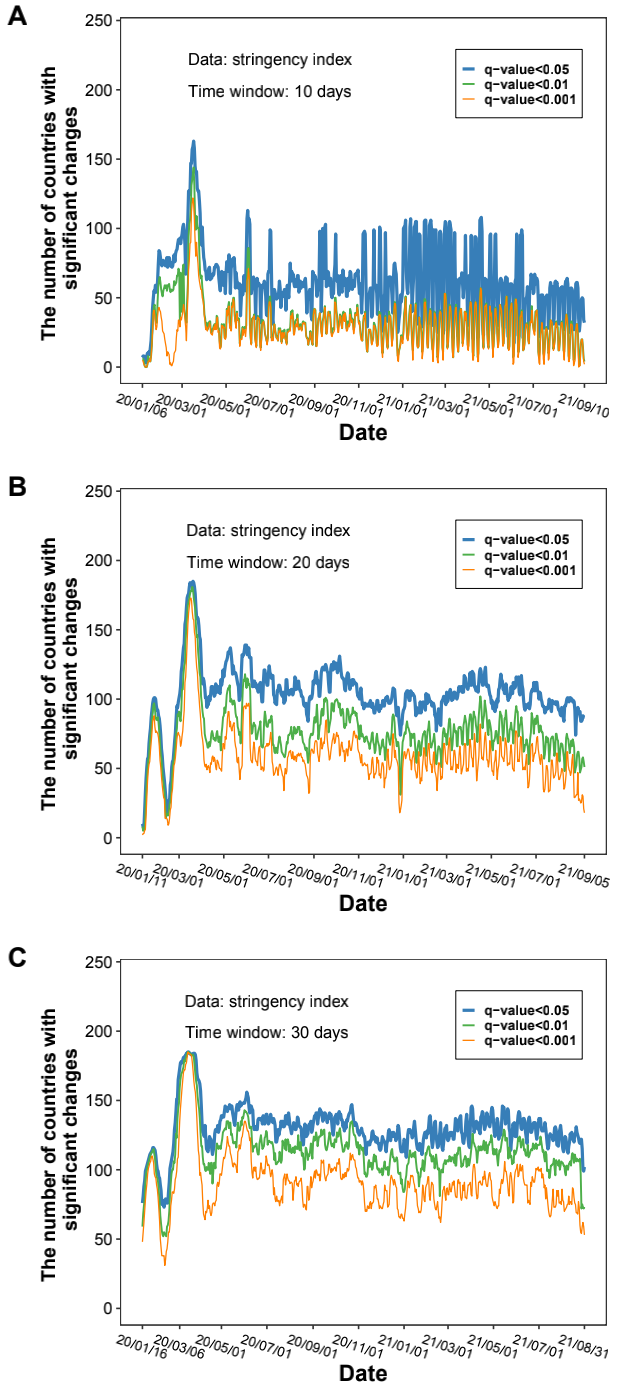 A
The number of countries with
significant changes
250
200
150
100
50
0
Data: stringency index
Time window: 10 days
q-value<0.05
q-value<0.01
q-value<0.001
20/01/06
20/03/01
20/05/01
20/07/01
20/09/01
20/11/01
21/01/01
21/03/01
21/05/01
21/07/01
21/09/10
Date
B
The number of countries with
significant changes
250
200
150
100
50
0
Data: stringency index
Time window: 20 days
q-value<0.05
q-value<0.01
q-value<0.001
20/01/11
20/03/01
20/05/01
20/07/01
20/09/01
20/11/01
21/01/01
21/03/01
21/05/01
21/07/01
21/09/05
Date
C
The number of countries with
significant changes
250
200
150
100
50
0
Data: stringency index
Time window: 30 days
q-value<0.05
q-value<0.01
q-value<0.001
20/01/16
20/03/06
20/05/01
20/07/01
20/09/01
20/11/01
21/01/01
21/03/01
21/05/01
21/07/01
21/08/31
Date